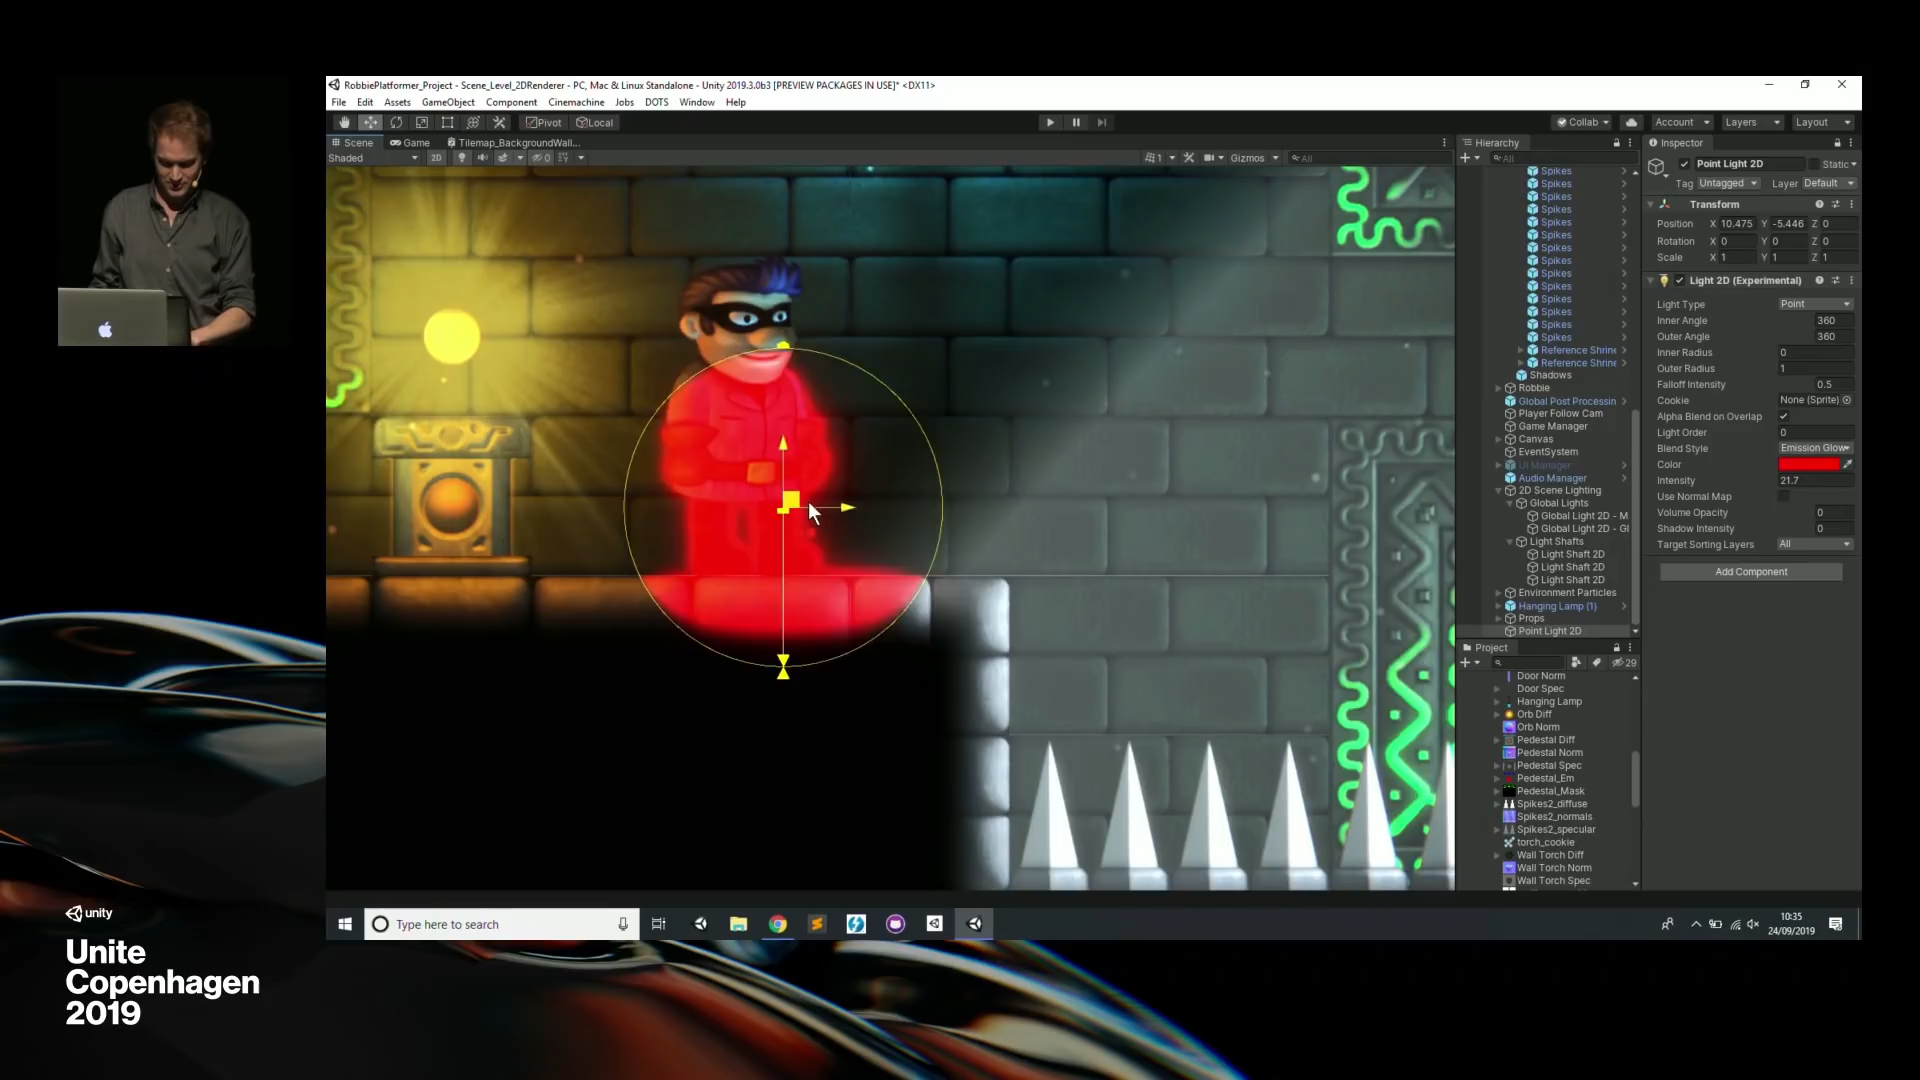 RobbiePlatformer_Project - Scene_Level_2DRenderer - PC, Mac & Linux Standalone - Unity 2019.3.0b3 [PREVIEW PACKAGES IN USE]* <DX11>
File Edit Assets GameObject Component Cinemachine Jobs DOTS Window Help
Pivot Local Collab Account Layers Layout
Scene Game Tilemap_BackgroundWall...
Shaded 2D 0 1 Gizmos All
Hierarchy
All
Spikes
Spikes
Spikes
Spikes
Spikes
Spikes
Spikes
Spikes
Spikes
Spikes
Spikes
Spikes
Spikes
Spikes
Reference Shrine
Reference Shrine
Shadows
Robbie
Global Post Processin
Player Follow Cam
Game Manager
Canvas
EventSystem
UI Manager
Audio Manager
2D Scene Lighting
Global Lights
Global Light 2D - M
Global Light 2D - Gl
Light Shafts
Light Shaft 2D
Light Shaft 2D
Light Shaft 2D
Environment Particles
Hanging Lamp (1)
Props
Point Light 2D
Project
29
Door Norm
Door Spec
Hanging Lamp
Orb Diff
Orb Norm
Pedestal Diff
Pedestal Norm
Pedestal Spec
Pedestal_Em
Pedestal_Mask
Spikes2_diffuse
Spikes2_normals
Spikes2_specular
torch_cookie
Wall Torch Diff
Wall Torch Norm
Wall Torch Spec
Inspector
Point Light 2D Static
Tag Untagged Layer Default
Transform
Position X 10.475 Y -5.446 Z 0
Rotation X 0 Y 0 Z 0
Scale X 1 Y 1 Z 1
Light 2D (Experimental)
Light Type Point
Inner Angle 360
Outer Angle 360
Inner Radius 0
Outer Radius 1
Falloff Intensity 0.5
Cookie None (Sprite)
Alpha Blend on Overlap
Light Order 0
Blend Style Emission Glow
Color
Intensity 21.7
Use Normal Map
Volume Opacity 0
Shadow Intensity 0
Target Sorting Layers All
Add Component
Type here to search
10:35
24/09/2019
unity
Unite
Copenhagen
2019